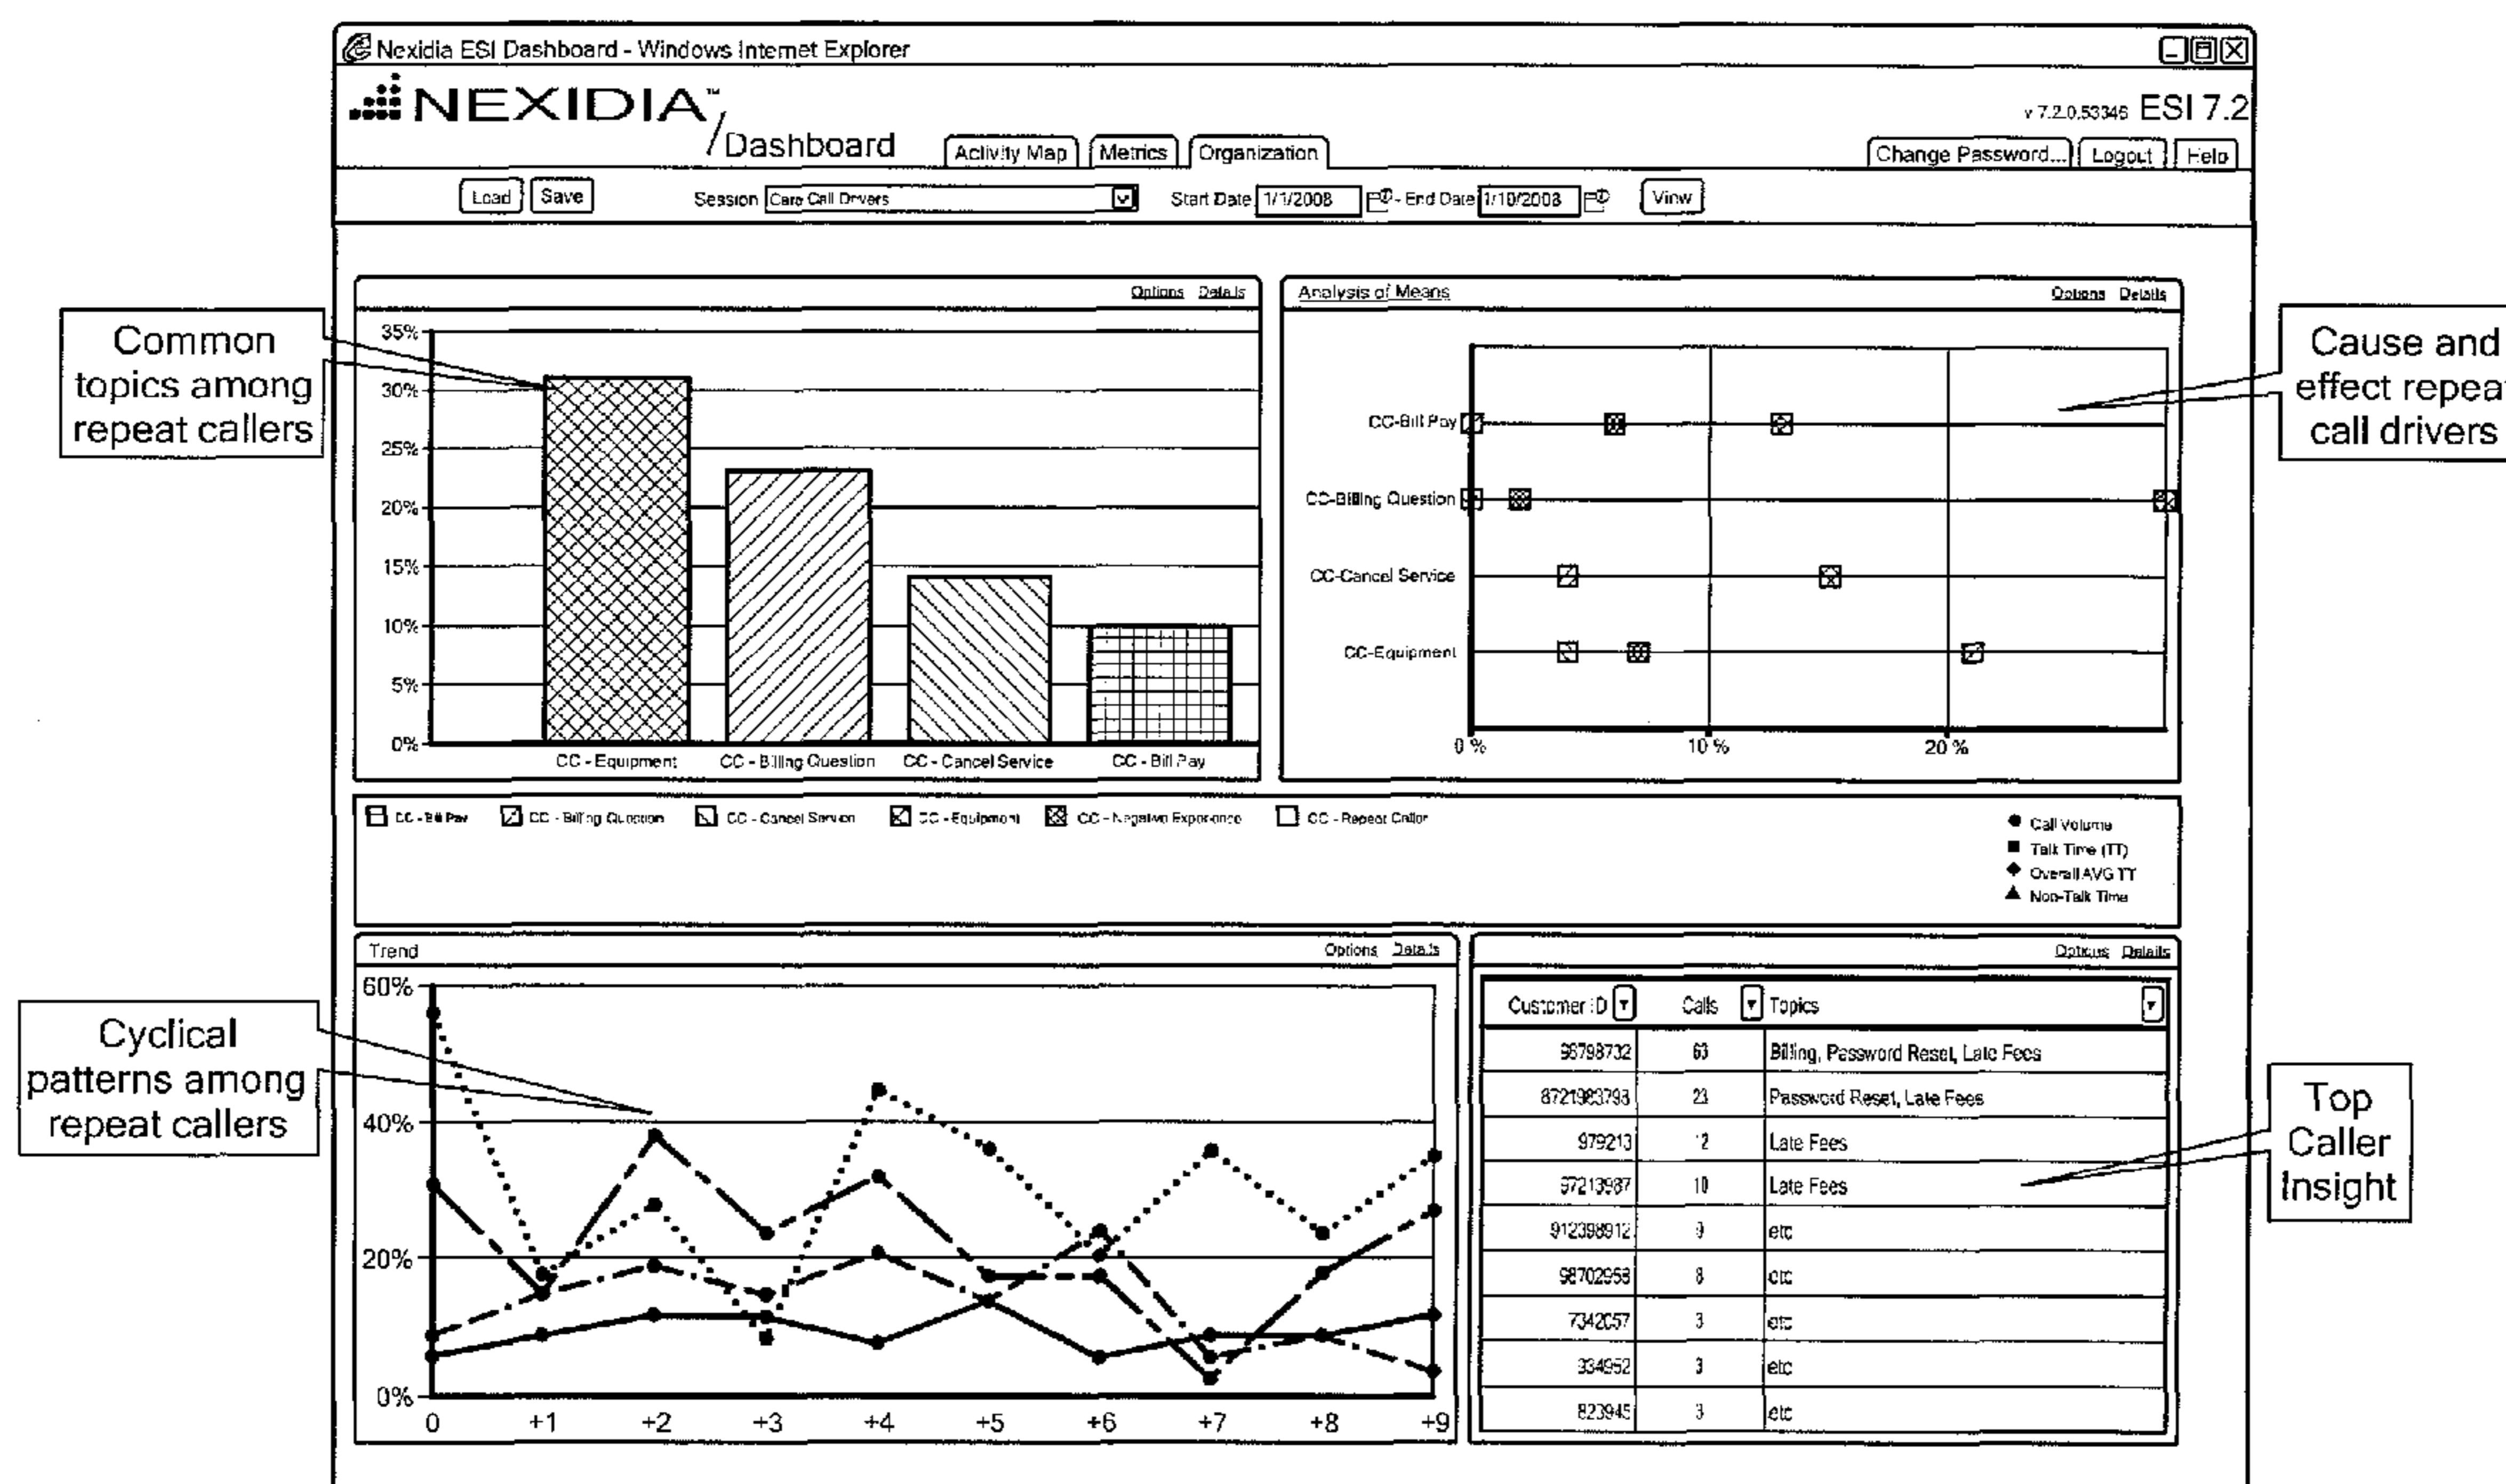 Nexidia ESI Dashboard - Windows Internet Explorer
NEXIDIA™
/Dashboard
v 7.2.0.53346 ESI 7.2
Activity Map Metrics Organization
Change Password... Logout Help
Load Save
Session Care Call Drivers
Start Date 1/1/2008 - End Date 1/10/2008
View
Common
topics among
repeat callers
Options Details
35%
30%
25%
20%
15%
10%
5%
0%
CC - Equipment CC - Billing Question CC - Cancel Service CC - Bill Pay
Analysis of Means Options Details
CC-Bill Pay
CC-Billing Question
CC-Cancel Service
CC-Equipment
0 % 10 % 20 %
Cause and
effect repeat
call drivers
CC - Bill Pay CC - Billing Question CC - Cancel Service CC - Equipment CC - Negative Experience CC - Repeat Caller
Call Volume
Talk Time (TT)
Overall AVG TT
Non-Talk Time
Cyclical
patterns among
repeat callers
Trend Options Details
60%
40%
20%
0%
0 +1 +2 +3 +4 +5 +6 +7 +8 +9
Options Details
Customer ID Calls Topics
98798732 63 Billing, Password Reset, Late Fees
8721983793 23 Password Reset, Late Fees
979213 12 Late Fees
97213987 10 Late Fees
912398912 9 etc
98702958 8 etc
7342057 3 etc
334952 3 etc
823945 3 etc
Top
Caller
Insight